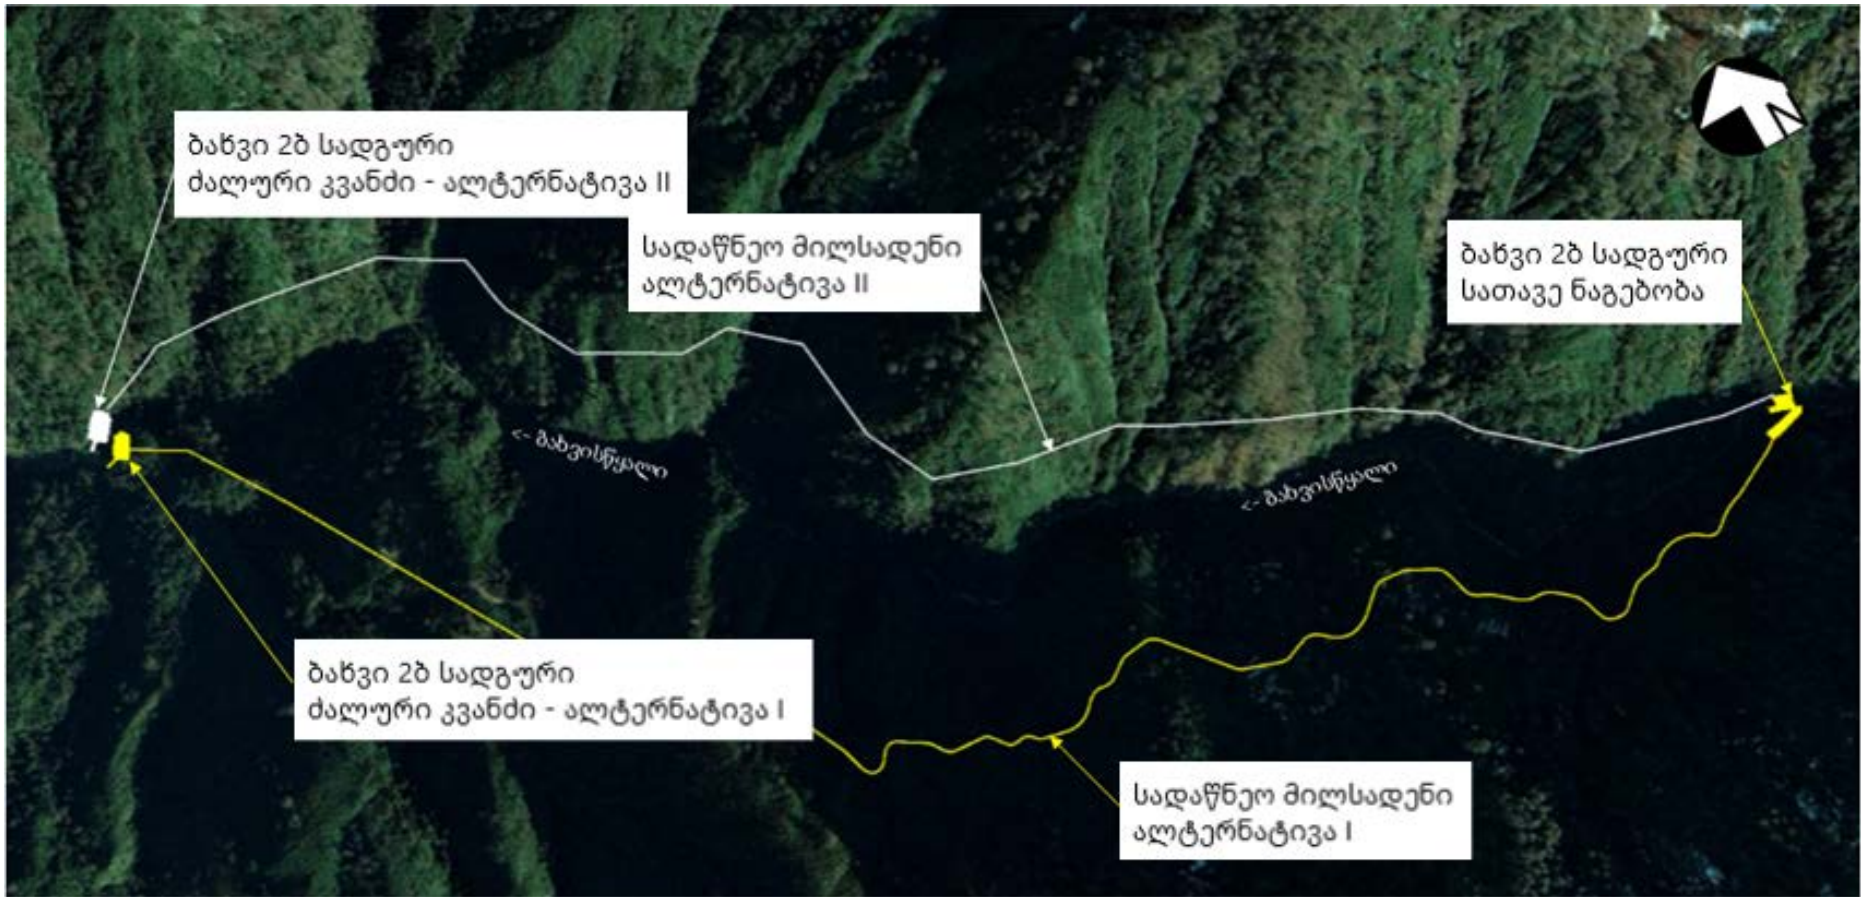 ბახვი 2ბ სადგური
ძალური კვანძი - ალტერნატივა II
სადაწნეო მილსადენი
ალტერნატივა II
ბახვი 2ბ სადგური
სათავე ნაგებობა
<- ბახვისწყალი
<- ბახვისწყალი
ბახვი 2ბ სადგური
ძალური კვანძი - ალტერნატივა I
სადაწნეო მილსადენი
ალტერნატივა I
N